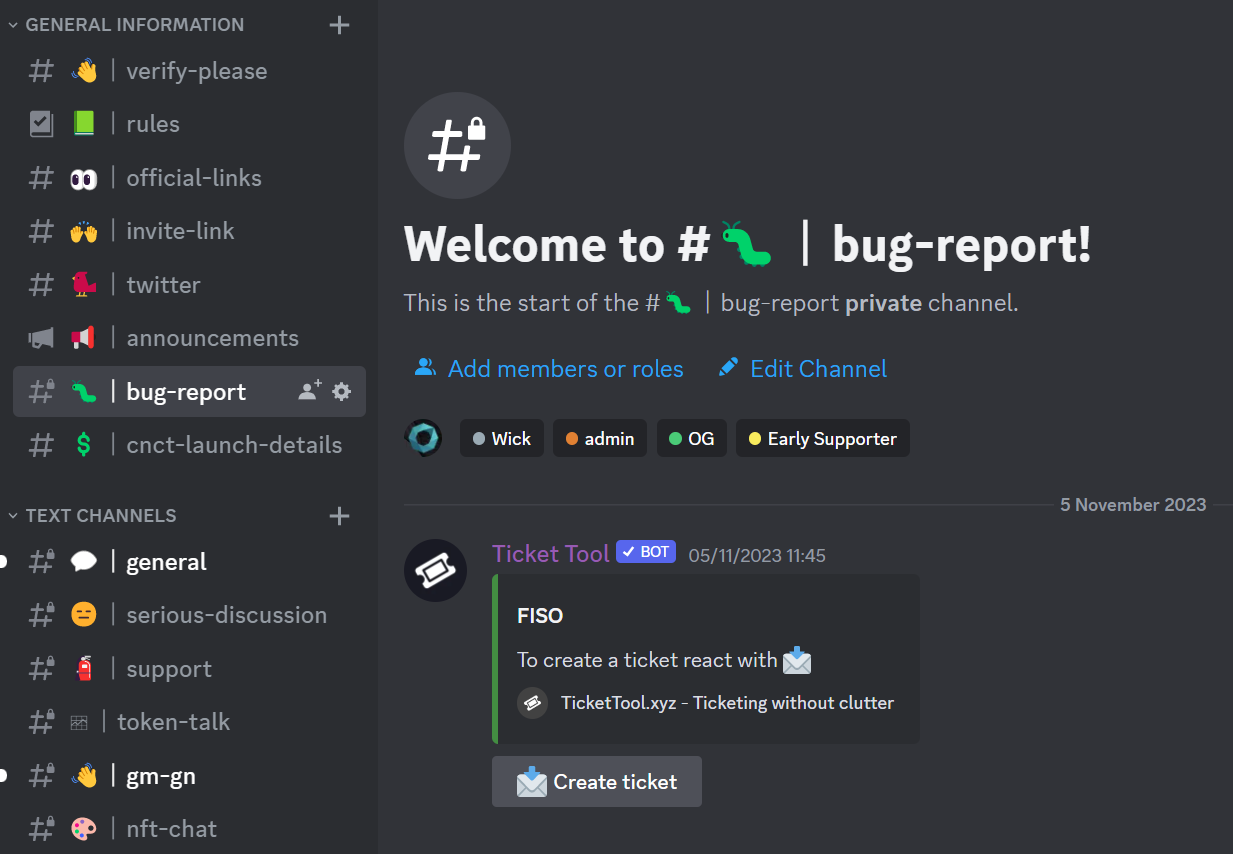 GENERAL INFORMATION
👋 | verify-please
📗 | rules
👀 | official-links
🙌 | invite-link
🐦 | twitter
📢 | announcements
🐛 | bug-report
💲 | cnct-launch-details
TEXT CHANNELS
💬 | general
😑 | serious-discussion
🧯 | support
| token-talk
👋 | gm-gn
🎨 | nft-chat
Welcome to #🐛 | bug-report!
This is the start of the #🐛 | bug-report private channel.
Add members or roles Edit Channel
Wick admin OG Early Supporter
5 November 2023
Ticket Tool BOT 05/11/2023 11:45
FISO
To create a ticket react with 📩
TicketTool.xyz - Ticketing without clutter
📩 Create ticket